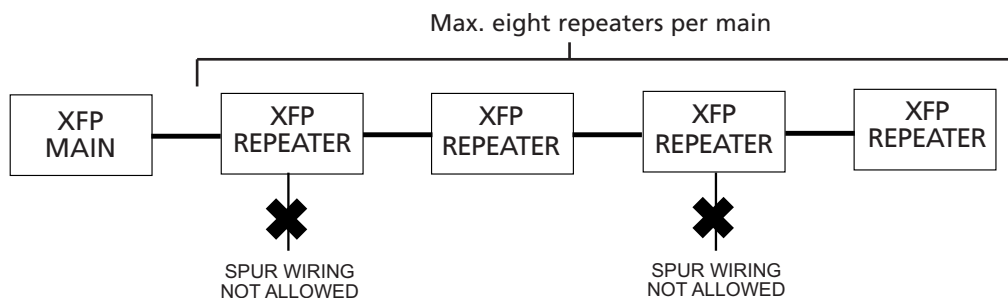 Max. eight repeaters per main
XFP
MAIN
XFP
REPEATER
XFP
REPEATER
XFP
REPEATER
XFP
REPEATER
SPUR WIRING
NOT ALLOWED
SPUR WIRING
NOT ALLOWED